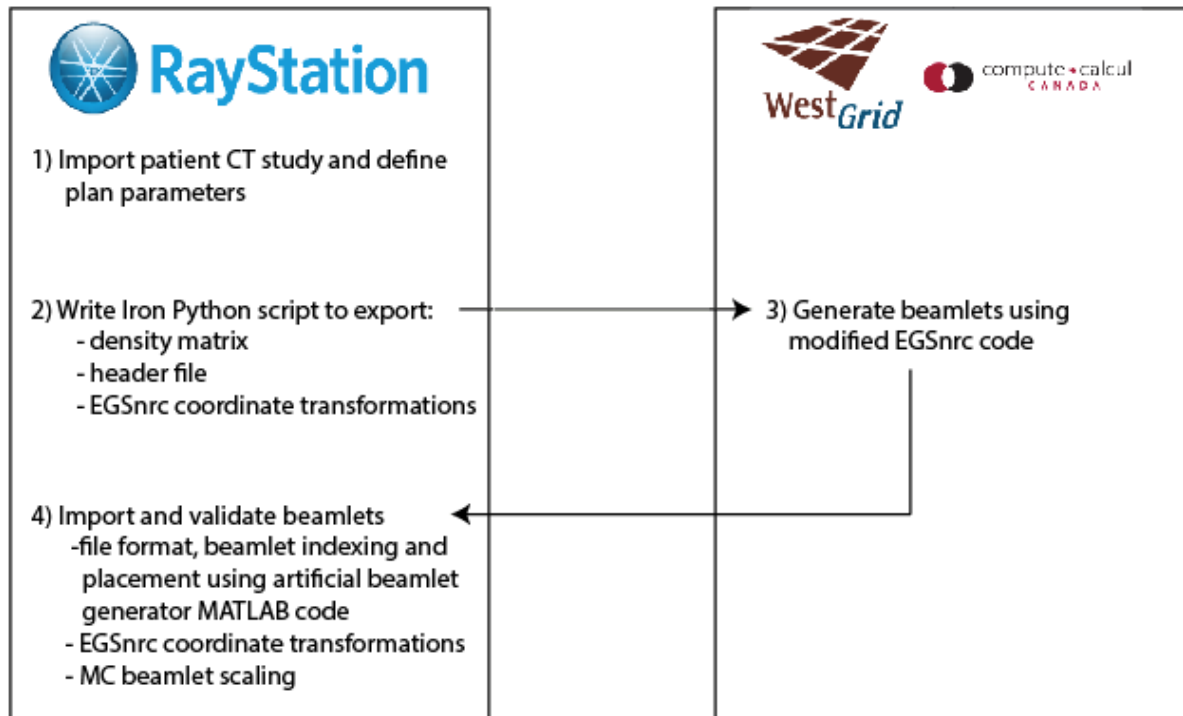 RayStation
1) Import patient CT study and define
plan parameters
2) Write Iron Python script to export:
- density matrix
- header file
- EGSnrc coordinate transformations
4) Import and validate beamlets
-file format, beamlet indexing and
placement using artificial beamlet
generator MATLAB code
- EGSnrc coordinate transformations
- MC beamlet scaling
WestGrid
compute • calcul
CANADA
3) Generate beamlets using
modified EGSnrc code